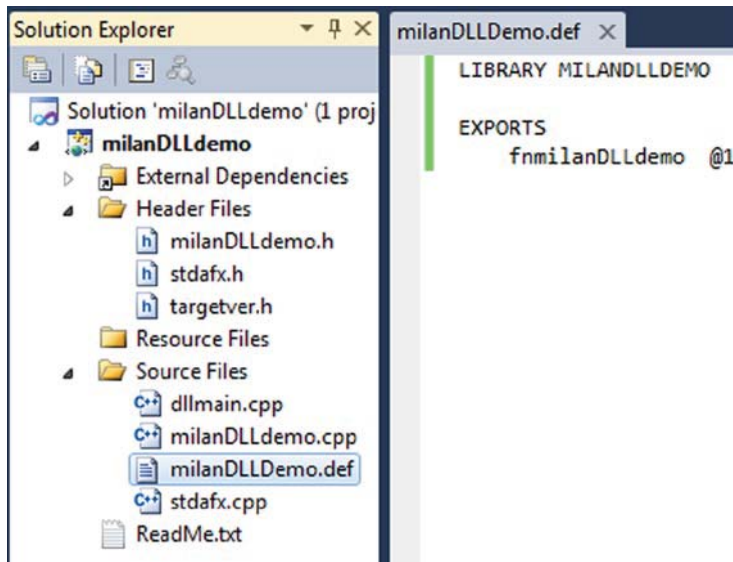 Solution Explorer
Solution 'milanDLLdemo' (1 proj
milanDLLdemo
External Dependencies
Header Files
milanDLLdemo.h
stdafx.h
targetver.h
Resource Files
Source Files
dllmain.cpp
milanDLLdemo.cpp
milanDLLDemo.def
stdafx.cpp
ReadMe.txt
milanDLLDemo.def
LIBRARY MILANDLLDEMO
EXPORTS
fnmilanDLLdemo @1